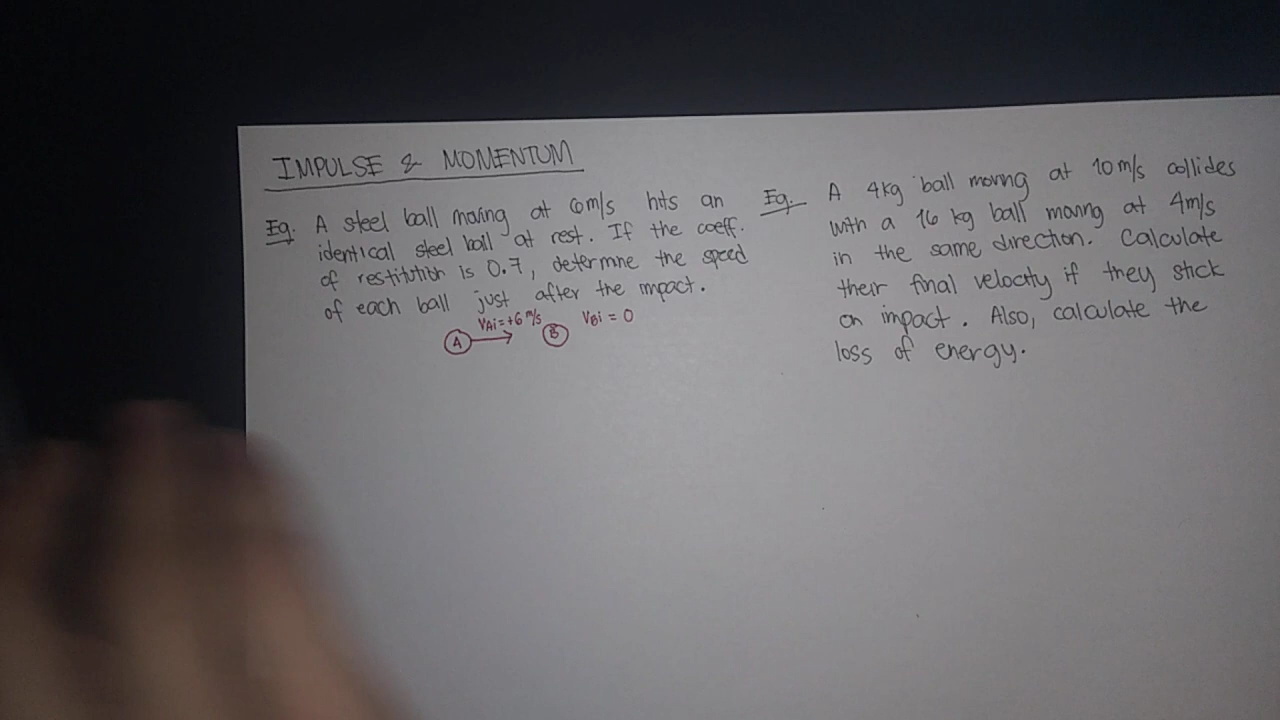 IMPULSE & MOMENTUM
Eg. A steel ball moving at 6m/s hits an
identical steel ball at rest. If the coeff.
of restitution is 0.7, determine the speed
of each ball just after the impact.
VAi = +6 m/s
VBi = 0
A
B
Eg. A 4kg ball moving at 10m/s collides
with a 16 kg ball moving at 4m/s
in the same direction. Calculate
their final velocity if they stick
on impact. Also, calculate the
loss of energy.